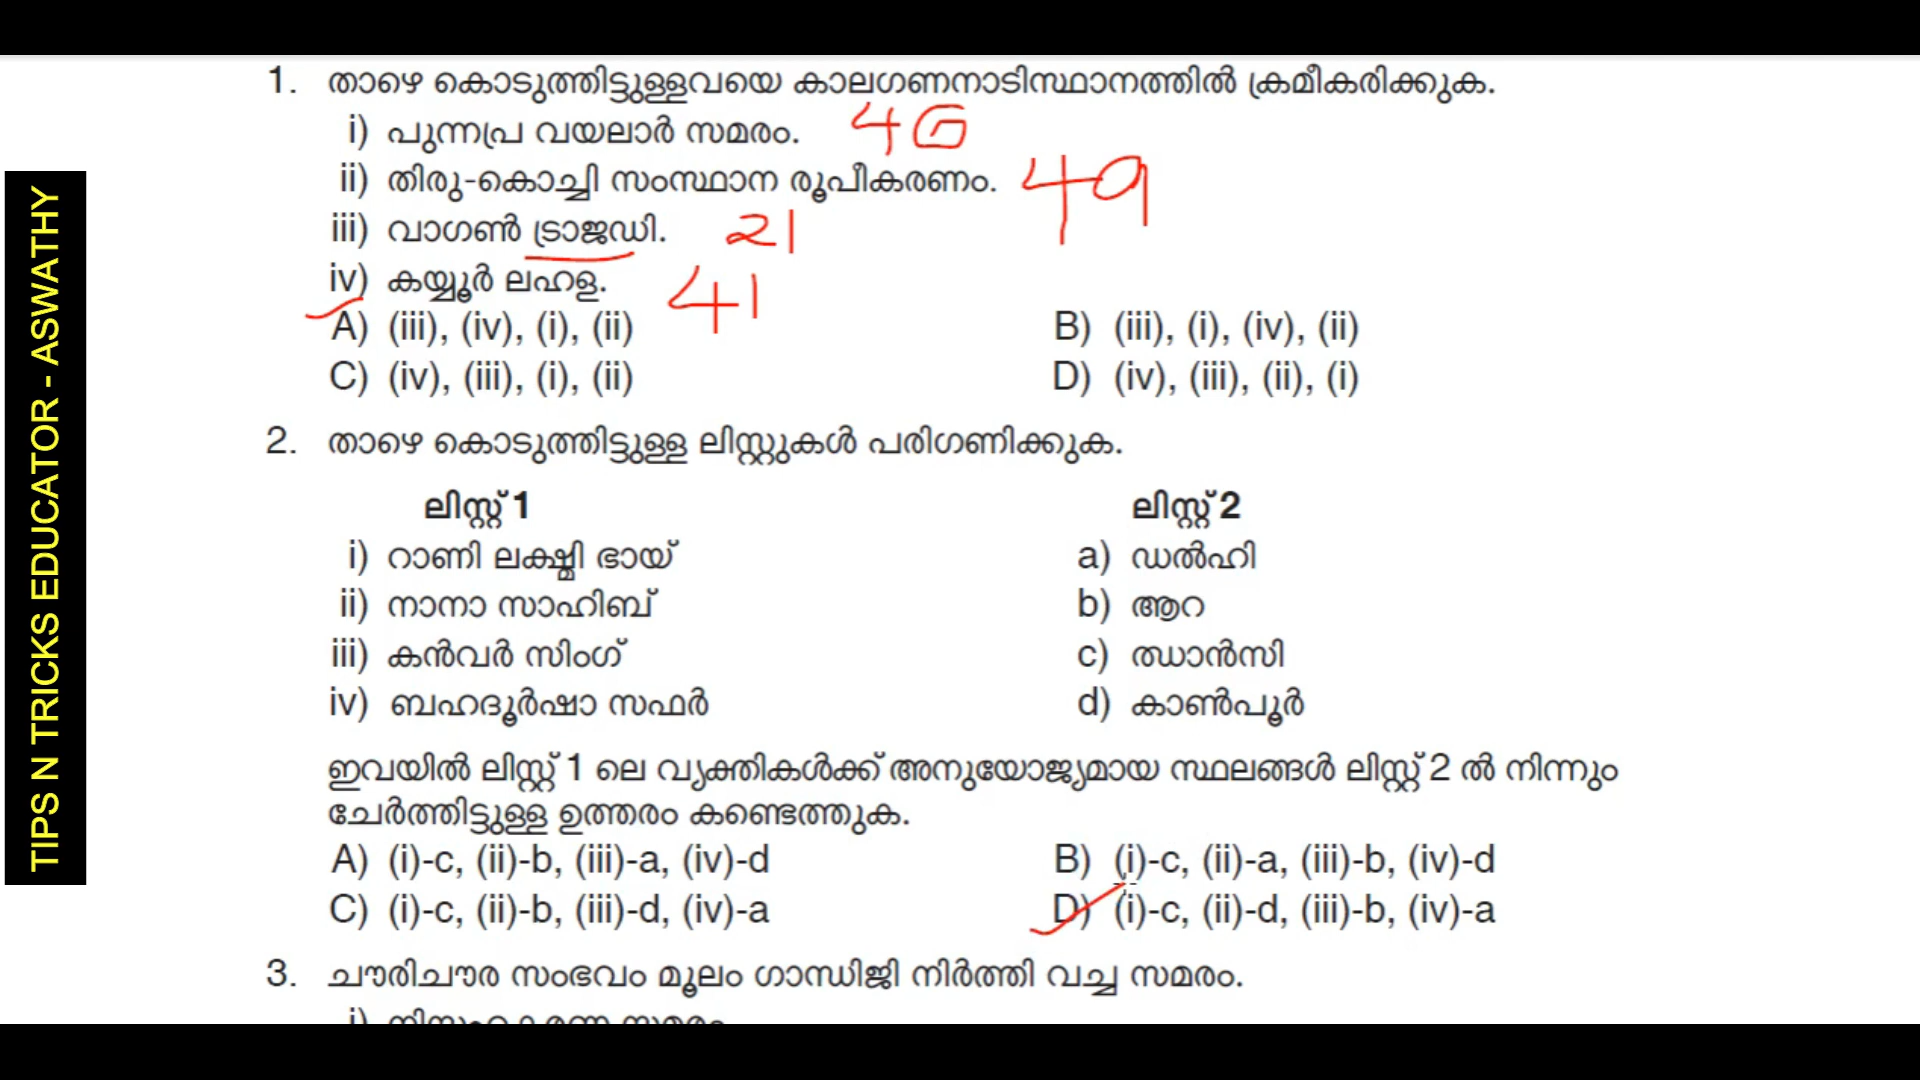 TIPS N TRICKS EDUCATOR - ASWATHY
1. താഴെ കൊടുത്തിട്ടുള്ളവയെ കാലഗണനാടിസ്ഥാനത്തിൽ ക്രമീകരിക്കുക.
i) പുന്നപ്ര വയലാർ സമരം. 46
ii) തിരു-കൊച്ചി സംസ്ഥാന രൂപീകരണം. 49
iii) വാഗൺ ട്രാജഡി. 21
iv) കയ്യൂർ ലഹള. 41
A) (iii), (iv), (i), (ii) B) (iii), (i), (iv), (ii)
C) (iv), (iii), (i), (ii) D) (iv), (iii), (ii), (i)
2. താഴെ കൊടുത്തിട്ടുള്ള ലിസ്റ്റുകൾ പരിഗണിക്കുക.
ലിസ്റ്റ് 1 ലിസ്റ്റ് 2
i) റാണി ലക്ഷ്മി ഭായ് a) ഡൽഹി
ii) നാനാ സാഹിബ് b) ആറ
iii) കൻവർ സിംഗ് c) ഝാൻസി
iv) ബഹദൂർഷാ സഫർ d) കാൺപൂർ
ഇവയിൽ ലിസ്റ്റ് 1 ലെ വ്യക്തികൾക്ക് അനുയോജ്യമായ സ്ഥലങ്ങൾ ലിസ്റ്റ് 2 ൽ നിന്നും
ചേർത്തിട്ടുള്ള ഉത്തരം കണ്ടെത്തുക.
A) (i)-c, (ii)-b, (iii)-a, (iv)-d B) (i)-c, (ii)-a, (iii)-b, (iv)-d
C) (i)-c, (ii)-b, (iii)-d, (iv)-a D) (i)-c, (ii)-d, (iii)-b, (iv)-a
3. ചൗരിചൗര സംഭവം മൂലം ഗാന്ധിജി നിർത്തി വച്ച സമരം.
i) നിസ്സഹകരണ സമരം